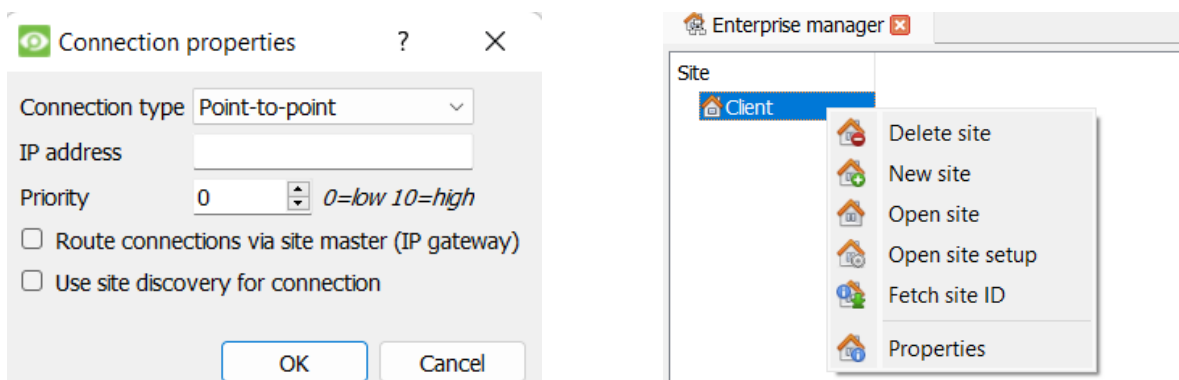 Connection properties ? ×
Connection type Point-to-point
IP address
Priority 0 0=low 10=high
Route connections via site master (IP gateway)
Use site discovery for connection
OK Cancel
Enterprise manager
Site
Client
Delete site
New site
Open site
Open site setup
Fetch site ID
Properties